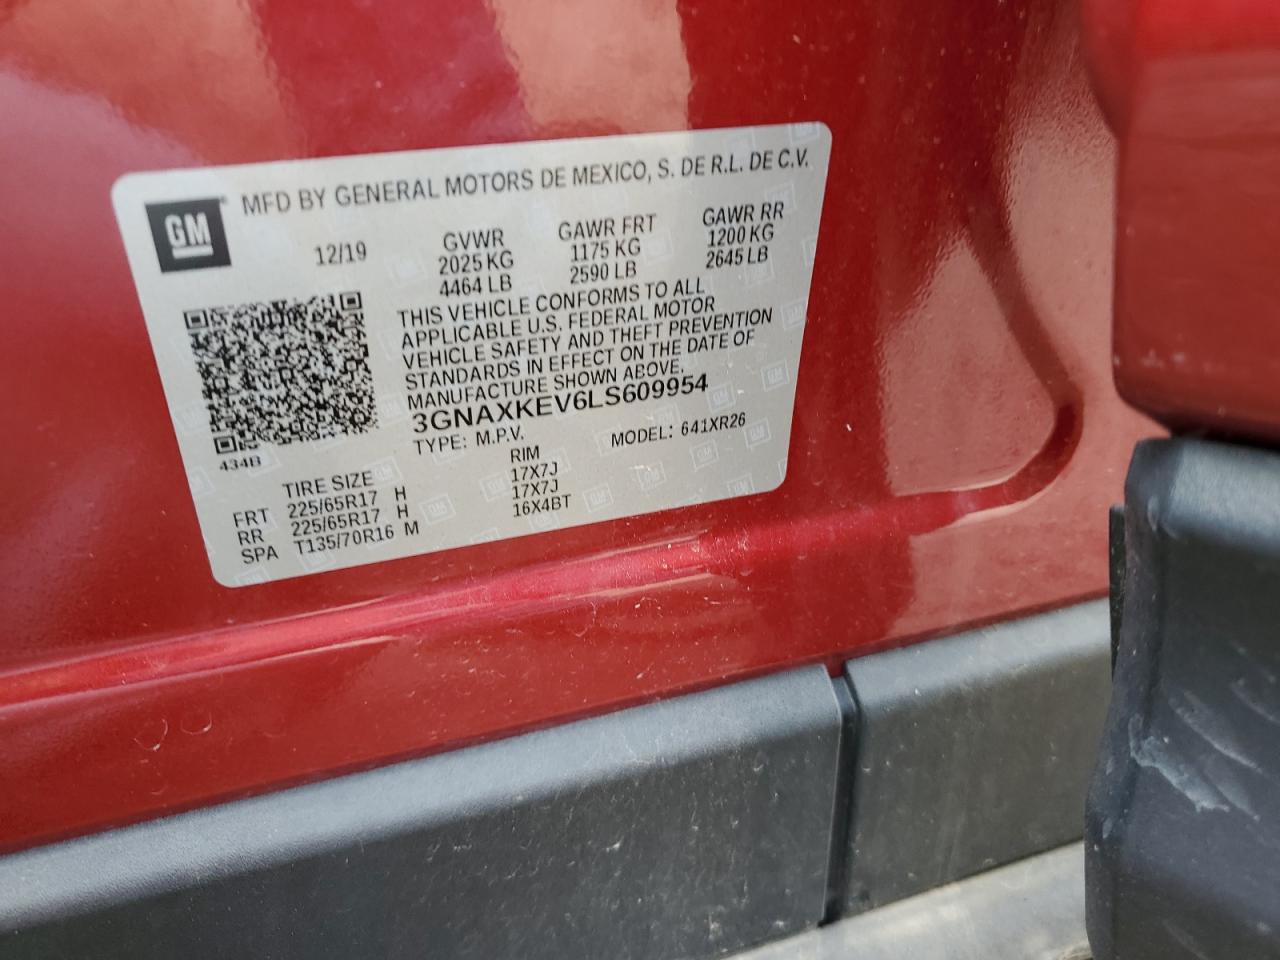 GM
MFD BY GENERAL MOTORS DE MEXICO, S. DE R.L. DE C.V.
12/19
GVWR GAWR FRT GAWR RR
2025 KG 1175 KG 1200 KG
4464 LB 2590 LB 2645 LB
THIS VEHICLE CONFORMS TO ALL
APPLICABLE U.S. FEDERAL MOTOR
VEHICLE SAFETY AND THEFT PREVENTION
STANDARDS IN EFFECT ON THE DATE OF
MANUFACTURE SHOWN ABOVE.
3GNAXKEV6LS609954
TYPE: M.P.V. MODEL: 641XR26
434B
TIRE SIZE RIM
FRT 225/65R17 H 17X7J
RR 225/65R17 H 17X7J
SPA T135/70R16 M 16X4BT